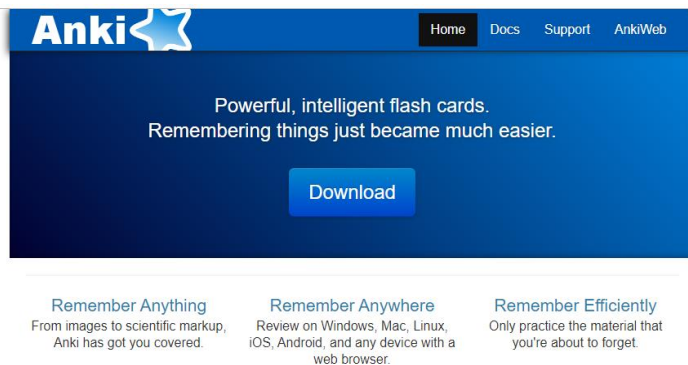 Anki
Home Docs Support AnkiWeb
Powerful, intelligent flash cards.
Remembering things just became much easier.
Download
Remember Anything
From images to scientific markup,
Anki has got you covered.
Remember Anywhere
Review on Windows, Mac, Linux,
iOS, Android, and any device with a
web browser.
Remember Efficiently
Only practice the material that
you're about to forget.